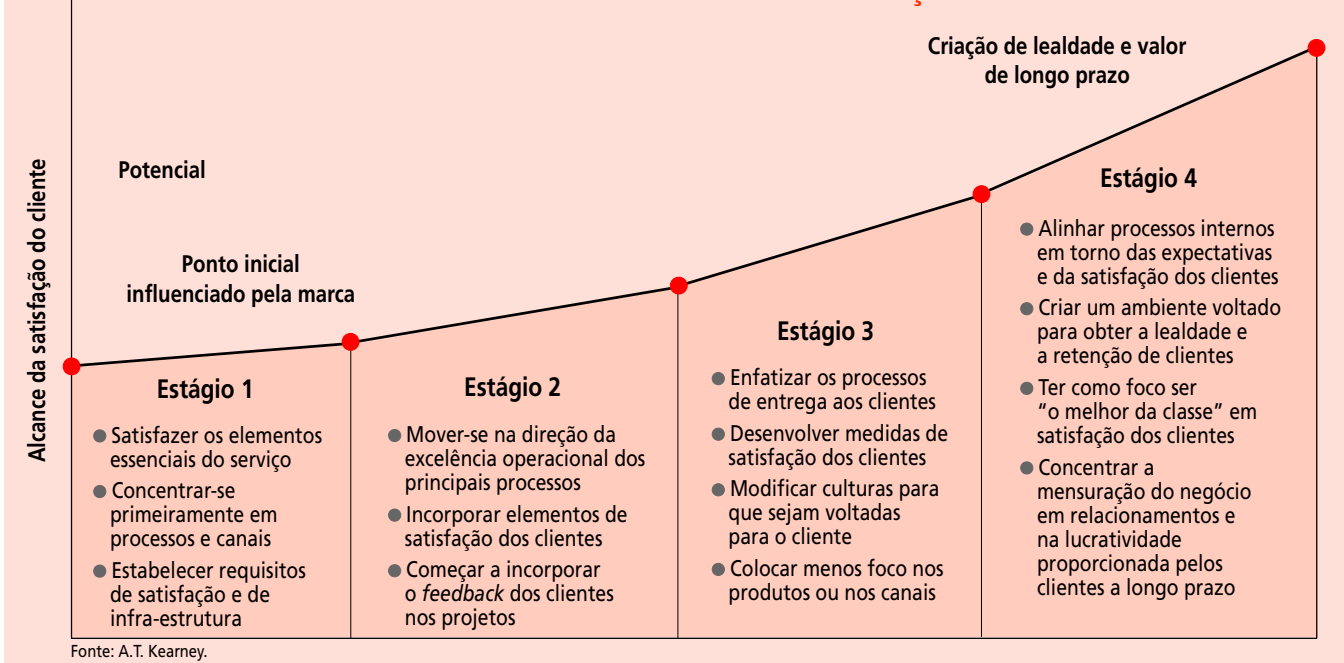 Criação de lealdade e valor
de longo prazo
Potencial
Ponto inicial
influenciado pela marca
Alcance da satisfação do cliente
Estágio 1
● Satisfazer os elementos
essenciais do serviço
● Concentrar-se
primeiramente em
processos e canais
● Estabelecer requisitos
de satisfação e de
infra-estrutura
Estágio 2
● Mover-se na direção da
excelência operacional dos
principais processos
● Incorporar elementos de
satisfação dos clientes
● Começar a incorporar
o feedback dos clientes
nos projetos
Estágio 3
● Enfatizar os processos
de entrega aos clientes
● Desenvolver medidas de
satisfação dos clientes
● Modificar culturas para
que sejam voltadas
para o cliente
● Colocar menos foco nos
produtos ou nos canais
Estágio 4
● Alinhar processos internos
em torno das expectativas
e da satisfação dos clientes
● Criar um ambiente voltado
para obter a lealdade e
a retenção de clientes
● Ter como foco ser
“o melhor da classe” em
satisfação dos clientes
● Concentrar a
mensuração do negócio
em relacionamentos e
na lucratividade
proporcionada pelos
clientes a longo prazo
Fonte: A.T. Kearney.